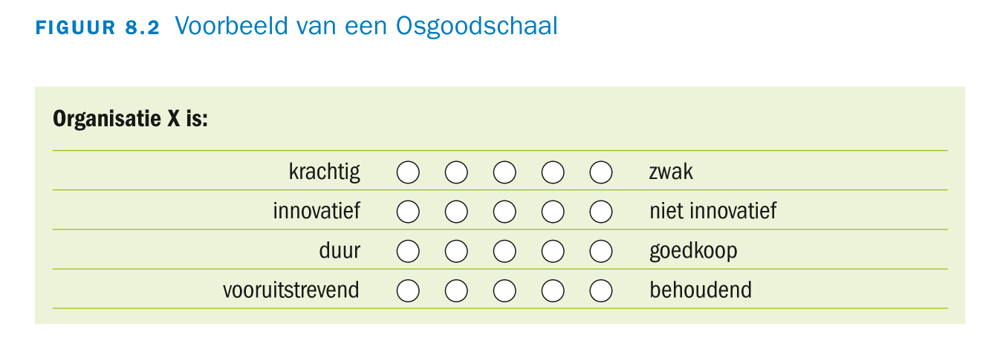 FIGUUR 8.2 Voorbeeld van een Osgoodschaal
Organisatie X is:
krachtig zwak
innovatief niet innovatief
duur goedkoop
vooruitstrevend behoudend